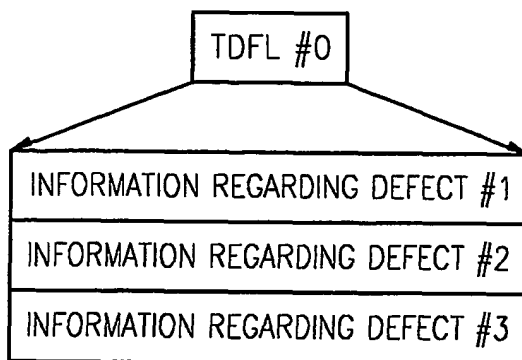 TDFL #0
INFORMATION REGARDING DEFECT #1
INFORMATION REGARDING DEFECT #2
INFORMATION REGARDING DEFECT #3